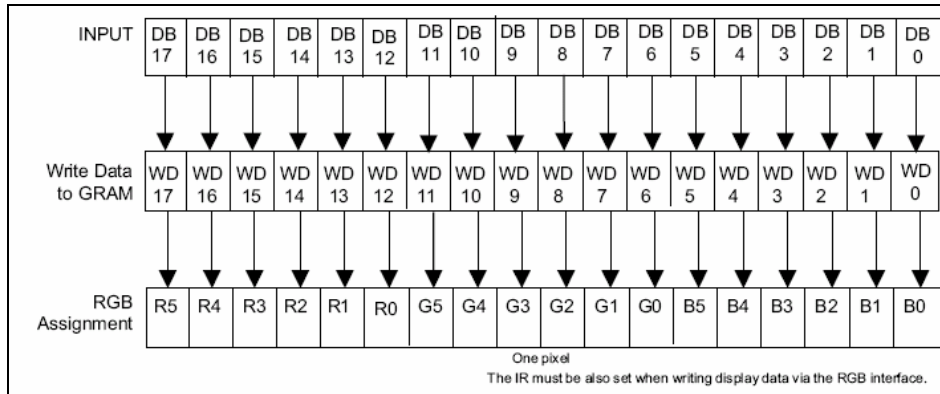 INPUT DB 17 DB 16 DB 15 DB 14 DB 13 DB 12 DB 11 DB 10 DB 9 DB 8 DB 7 DB 6 DB 5 DB 4 DB 3 DB 2 DB 1 DB 0
Write Data to GRAM WD 17 WD 16 WD 15 WD 14 WD 13 WD 12 WD 11 WD 10 WD 9 WD 8 WD 7 WD 6 WD 5 WD 4 WD 3 WD 2 WD 1 WD 0
RGB Assignment R5 R4 R3 R2 R1 R0 G5 G4 G3 G2 G1 G0 B5 B4 B3 B2 B1 B0
One pixel
The IR must be also set when writing display data via the RGB interface.